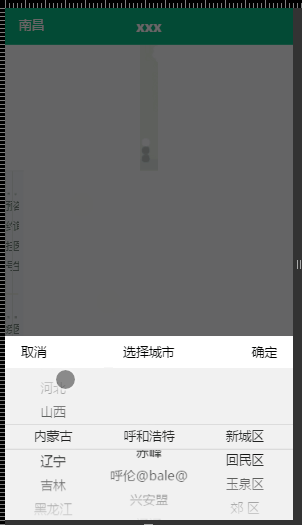 南昌
xxx
取消 选择城市 确定
河北
山西
内蒙古 呼和浩特 新城区
赤峰
辽宁 回民区
呼伦@bale@
吉林 玉泉区
兴安盟
黑龙江 郊 区